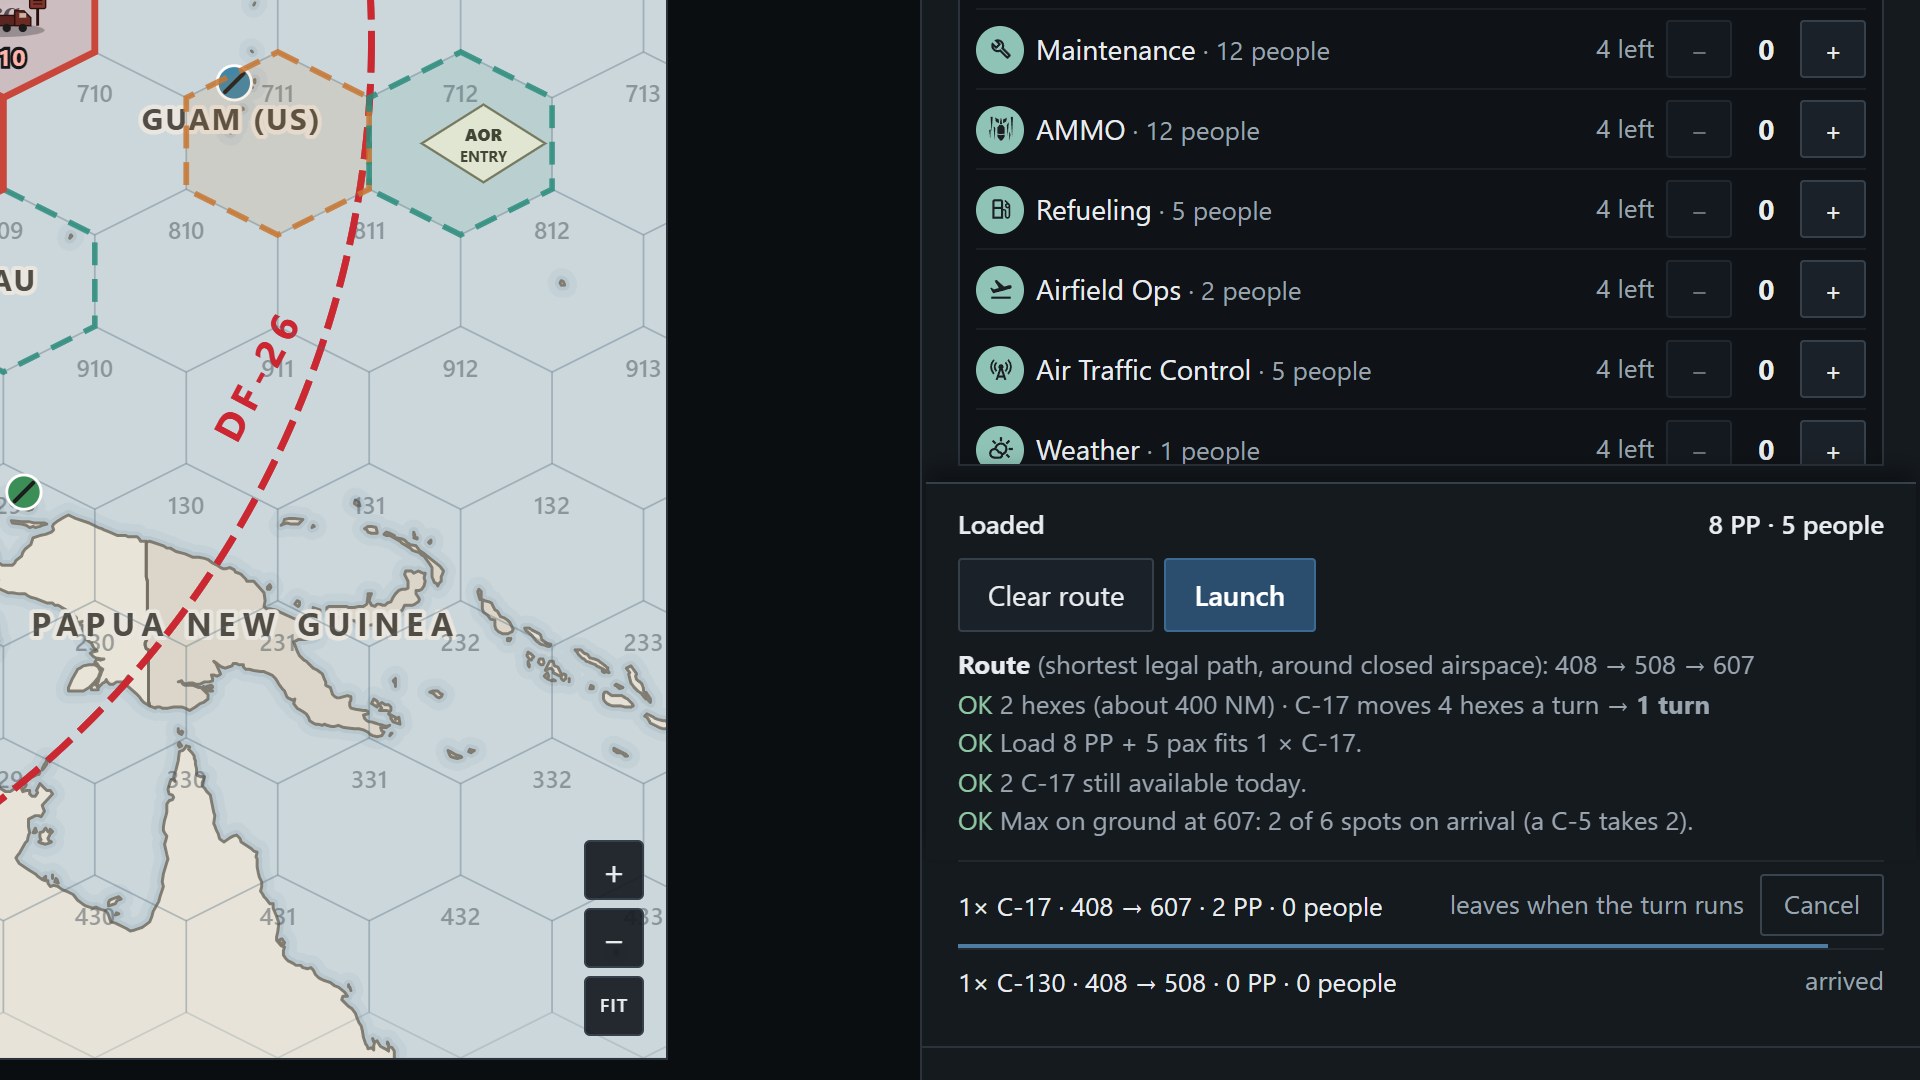 10
710
711
712
713
GUAM (US)
AOR
ENTRY
09
810
811
812
AU
DF-26
910
911
912
913
130
131
132
PAPUA NEW GUINEA
230
231
232
233
29
330
331
332
430
431
432
433
+
−
FIT
Maintenance · 12 people
4 left
−
0
+
AMMO · 12 people
4 left
−
0
+
Refueling · 5 people
4 left
−
0
+
Airfield Ops · 2 people
4 left
−
0
+
Air Traffic Control · 5 people
4 left
−
0
+
Weather · 1 people
4 left
−
0
+
Loaded
8 PP · 5 people
Clear route
Launch
Route (shortest legal path, around closed airspace): 408 → 508 → 607
OK 2 hexes (about 400 NM) · C-17 moves 4 hexes a turn → 1 turn
OK Load 8 PP + 5 pax fits 1 × C-17.
OK 2 C-17 still available today.
OK Max on ground at 607: 2 of 6 spots on arrival (a C-5 takes 2).
1× C-17 · 408 → 607 · 2 PP · 0 people
leaves when the turn runs
Cancel
1× C-130 · 408 → 508 · 0 PP · 0 people
arrived